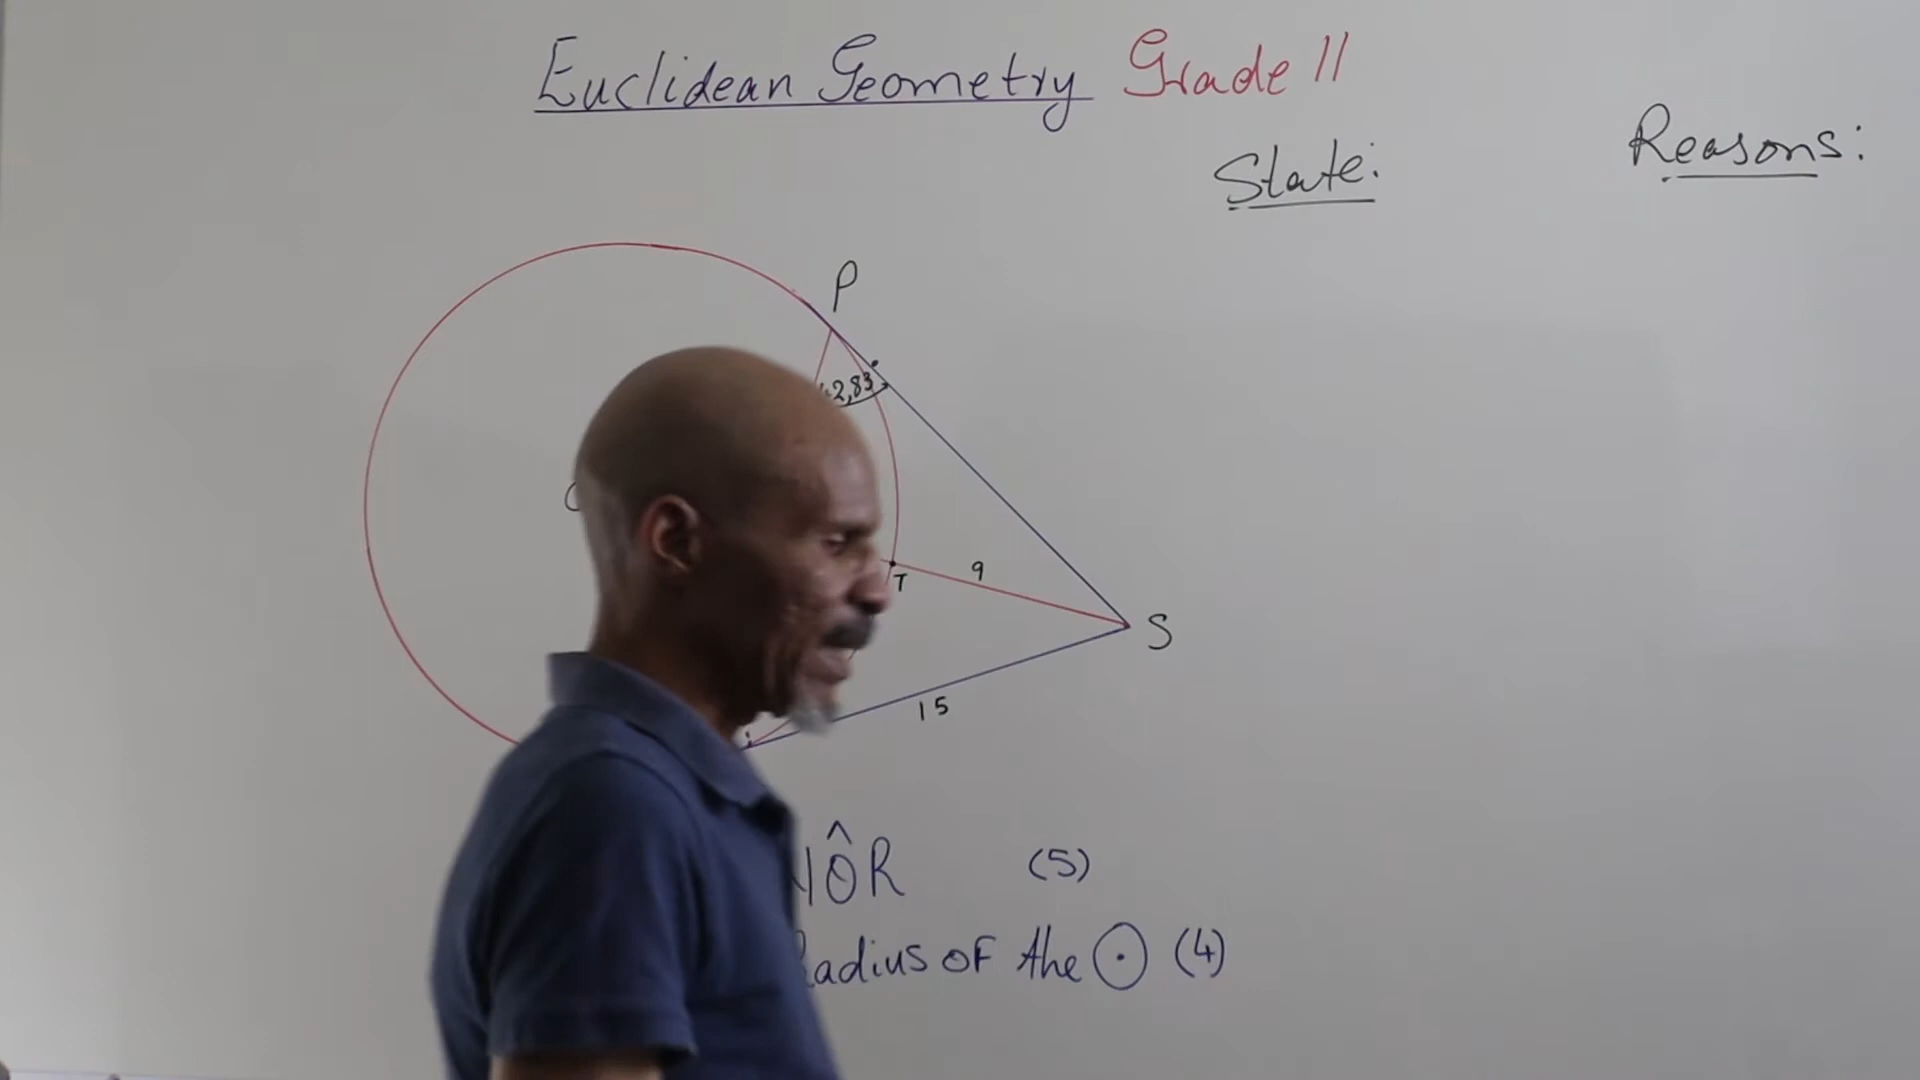 Euclidean Geometry Grade 11
State:
Reasons:
P
2,83
T
9
S
15
ÔR (5)
adius of the ⊙ (4)